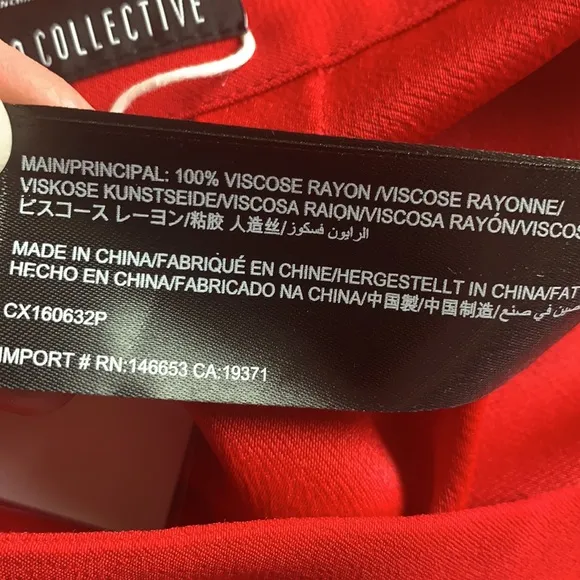 COLLECTIVE
MAIN/PRINCIPAL: 100% VISCOSE RAYON /VISCOSE RAYONNE/
VISKOSE KUNSTSEIDE/VISCOSA RAION/VISCOSA RAYÓN/VISCOS
ビスコース レーヨン/粘胶 人造丝/الرايون فسكوز
MADE IN CHINA/FABRIQUÉ EN CHINE/HERGESTELLT IN CHINA/FAT
HECHO EN CHINA/FABRICADO NA CHINA/中国製/中国制造/صنع في
CX160632P
IMPORT # RN:146653 CA:19371